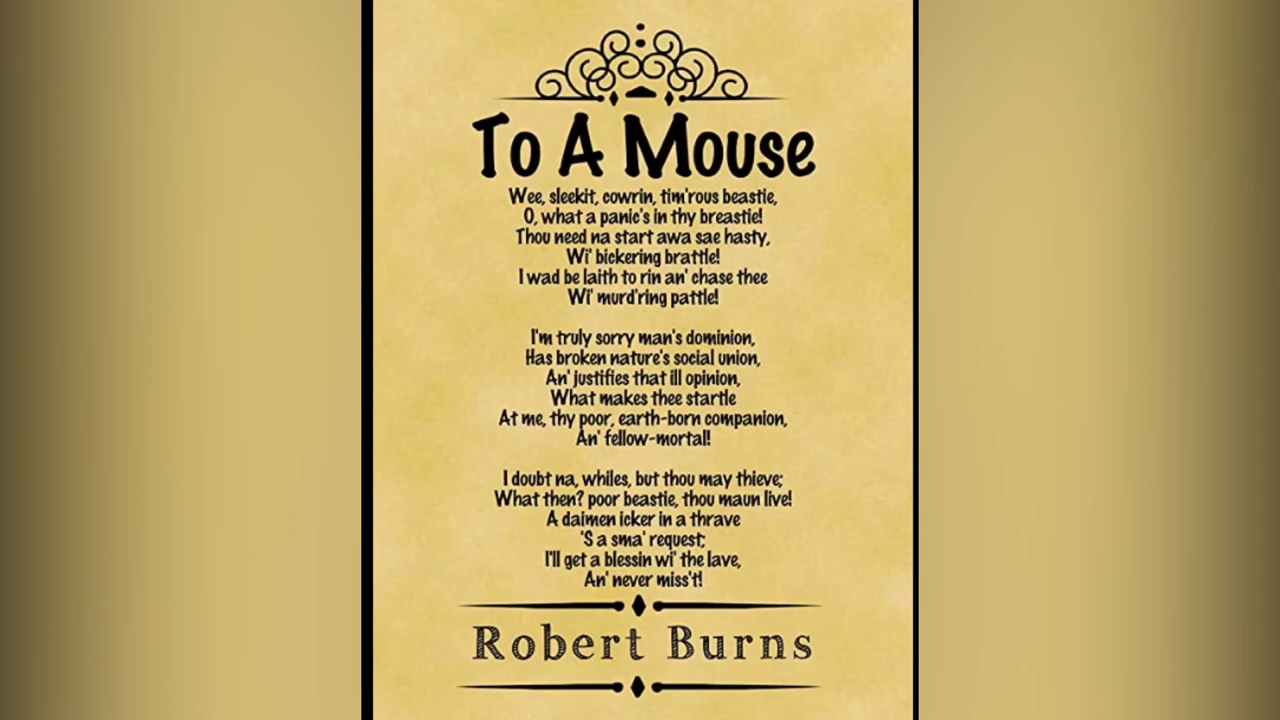 To A Mouse
Wee, sleekit, cowrin, tim'rous beastie,
O, what a panic's in thy breastie!
Thou need na start awa sae hasty,
Wi' bickering brattle!
I wad be laith to rin an' chase thee
Wi' murd'ring pattle!
I'm truly sorry man's dominion,
Has broken nature's social union,
An' justifies that ill opinion,
What makes thee startle
At me, thy poor, earth-born companion,
An' fellow-mortal!
I doubt na, whiles, but thou may thieve;
What then? poor beastie, thou maun live!
A daimen icker in a thrave
'S a sma' request;
I'll get a blessin wi' the lave,
An' never miss't!
Robert Burns